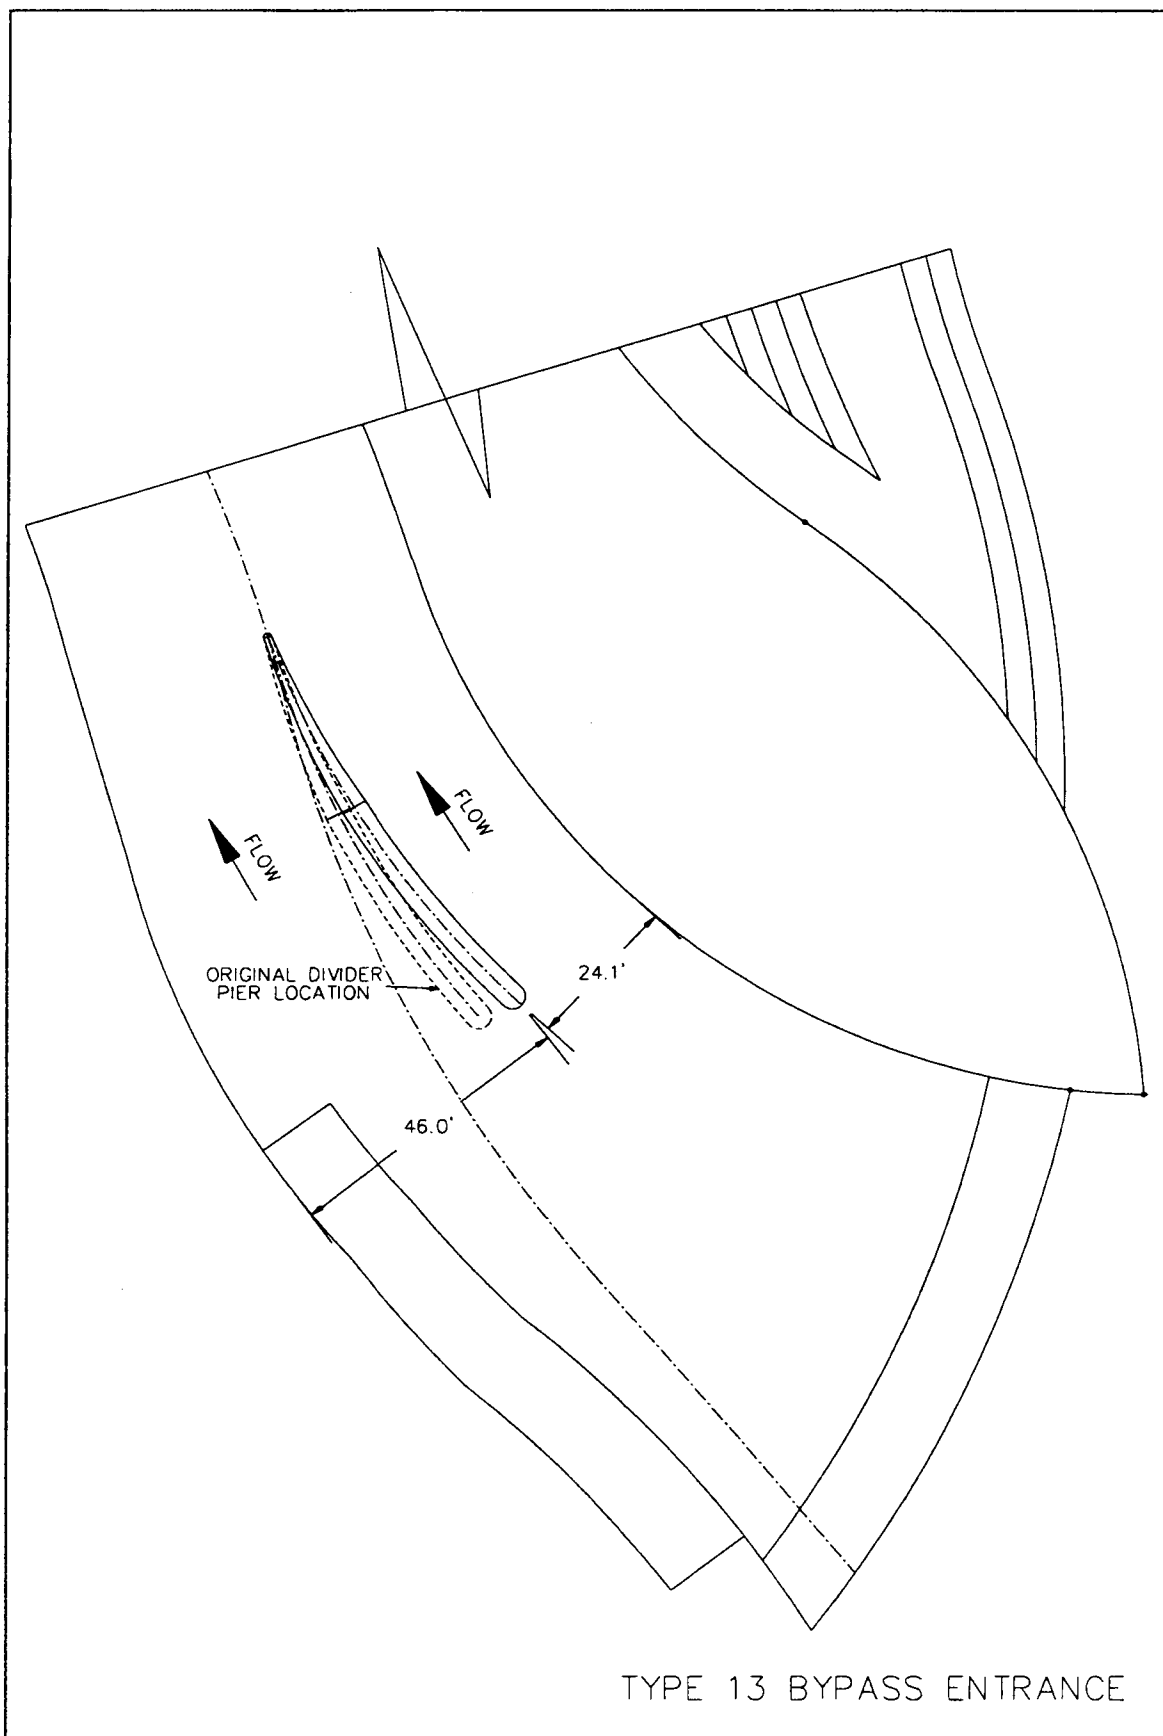 FLOW
FLOW
ORIGINAL DIVIDER
PIER LOCATION
24.1'
46.0'
TYPE 13 BYPASS ENTRANCE